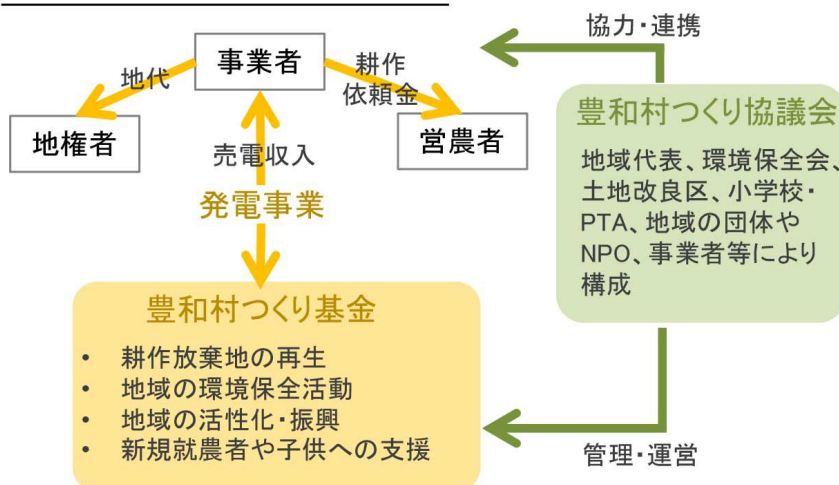 事業者
地代
耕作
依頼金
地権者
営農者
売電収入
発電事業
豊和村つくり基金
• 耕作放棄地の再生
• 地域の環境保全活動
• 地域の活性化・振興
• 新規就農者や子供への支援
協力・連携
豊和村つくり協議会
地域代表、環境保全会、
土地改良区、小学校・
PTA、地域の団体や
NPO、事業者等により
構成
管理・運営